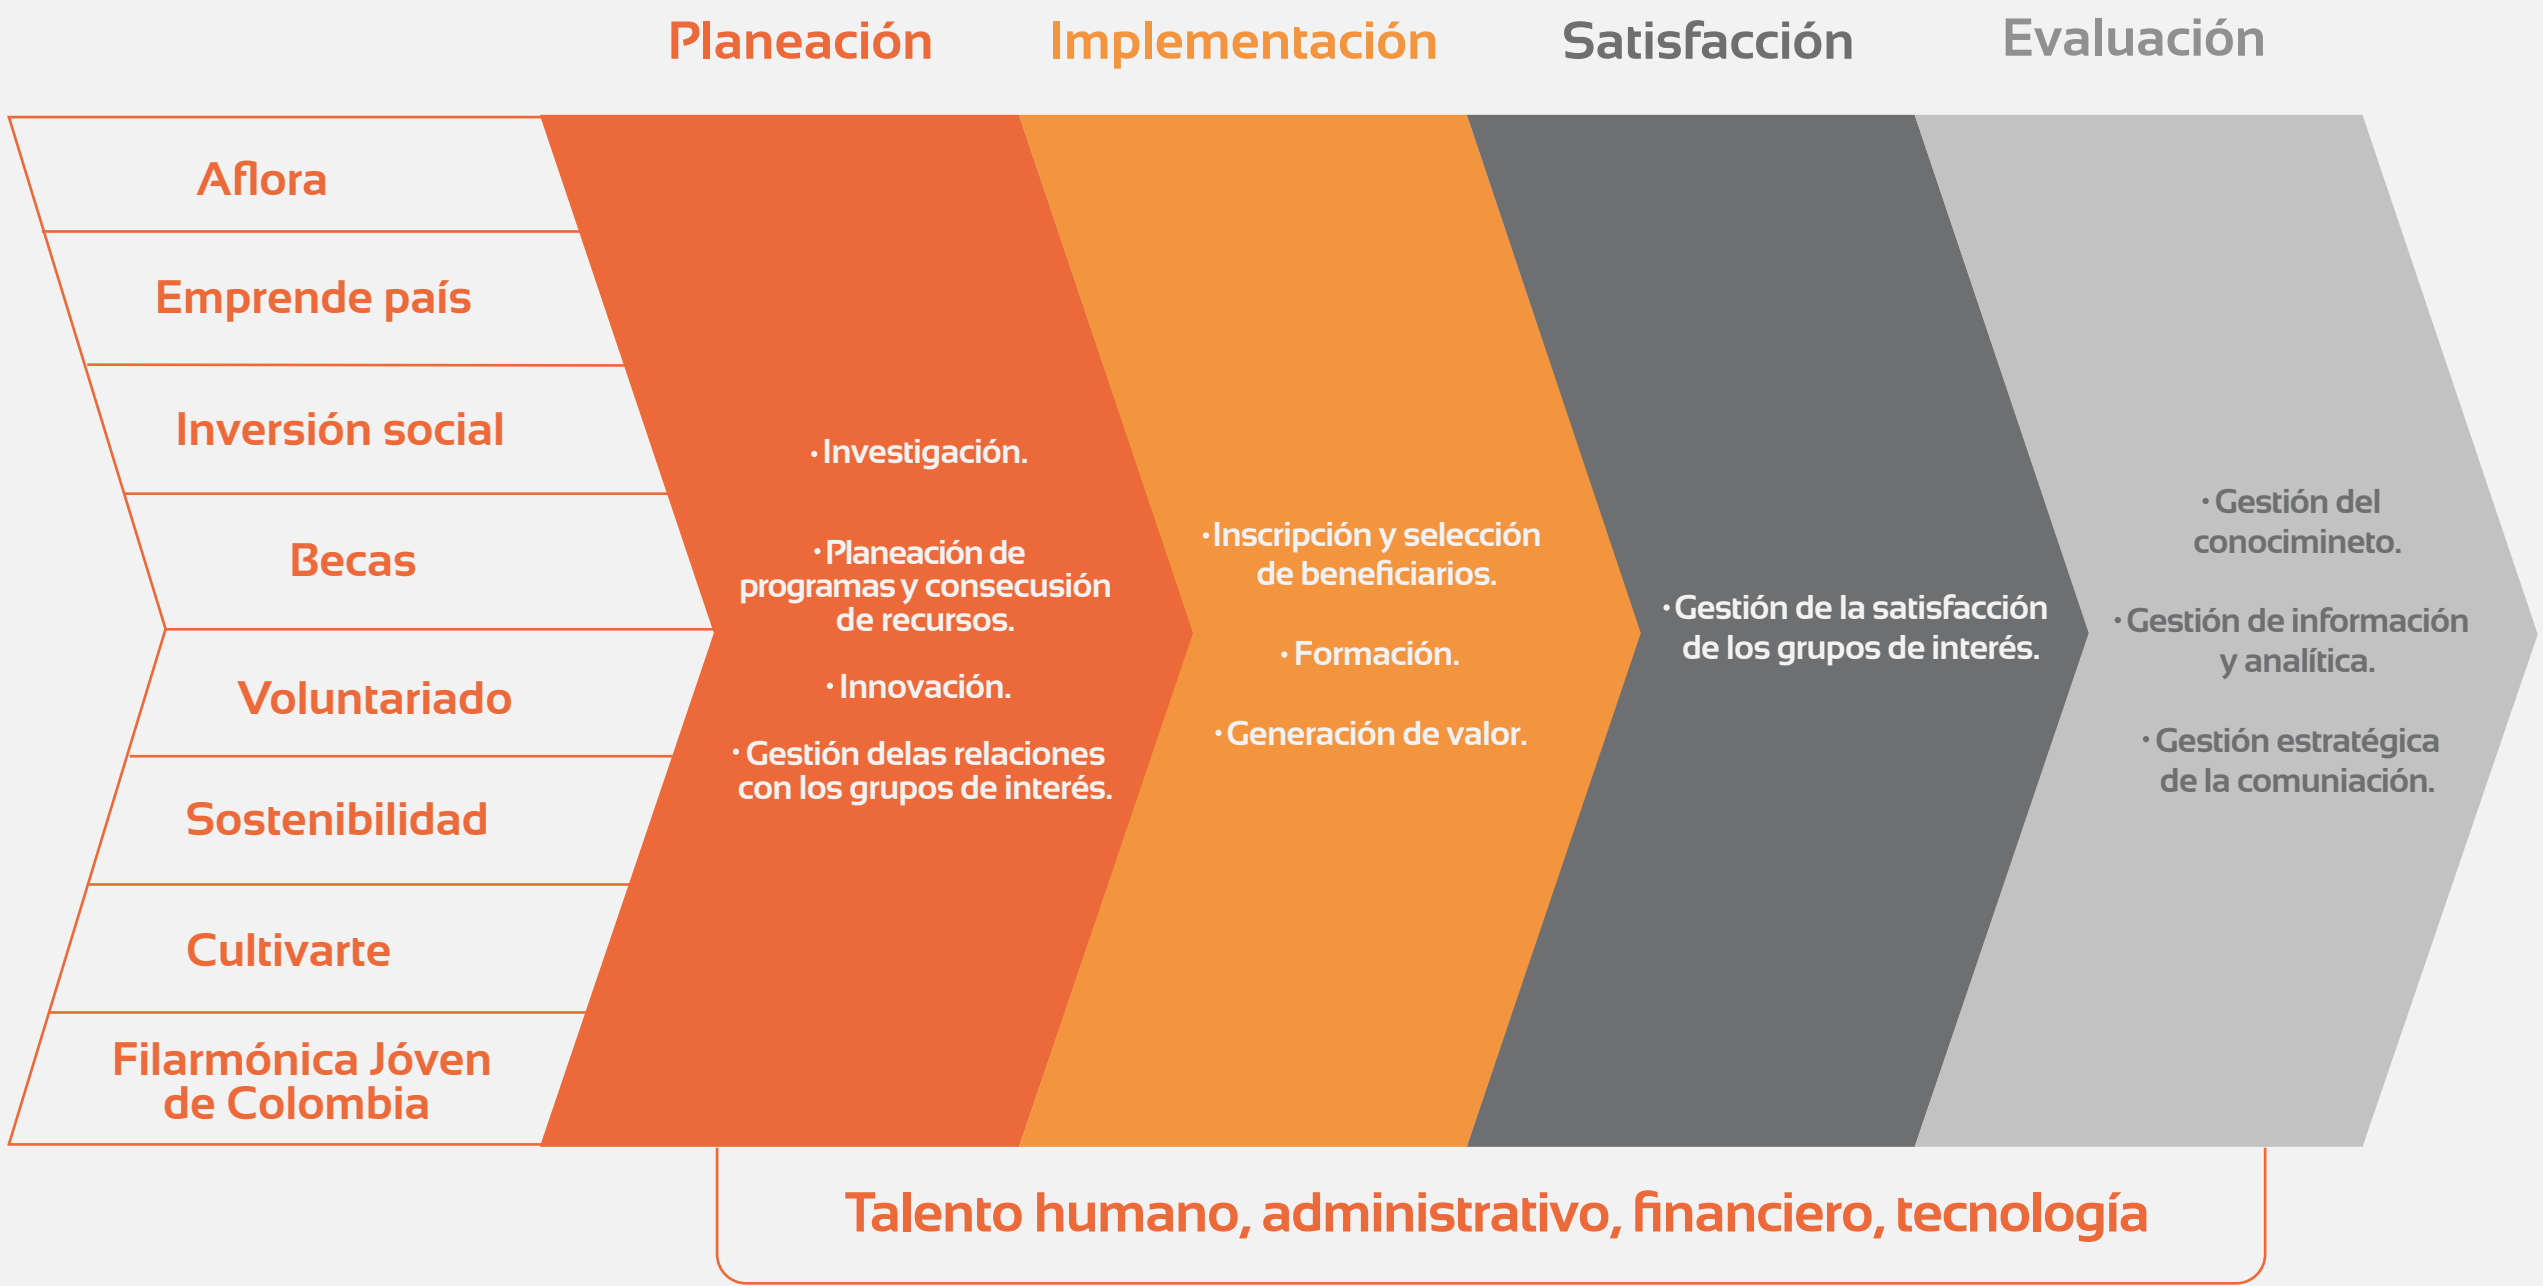 Planeación
Implementación
Satisfacción
Evaluación
Aflora
Emprende país
Inversión social
Becas
Voluntariado
Sostenibilidad
Cultivarte
Filarmónica Jóven
de Colombia
· Investigación.
· Planeación de
programas y consecusión
de recursos.
· Innovación.
· Gestión delas relaciones
con los grupos de interés.
· Inscripción y selección
de beneficiarios.
· Formación.
· Generación de valor.
· Gestión de la satisfacción
de los grupos de interés.
· Gestión del
conocimineto.
· Gestión de información
y analítica.
· Gestión estratégica
de la comuniación.
Talento humano, administrativo, financiero, tecnología